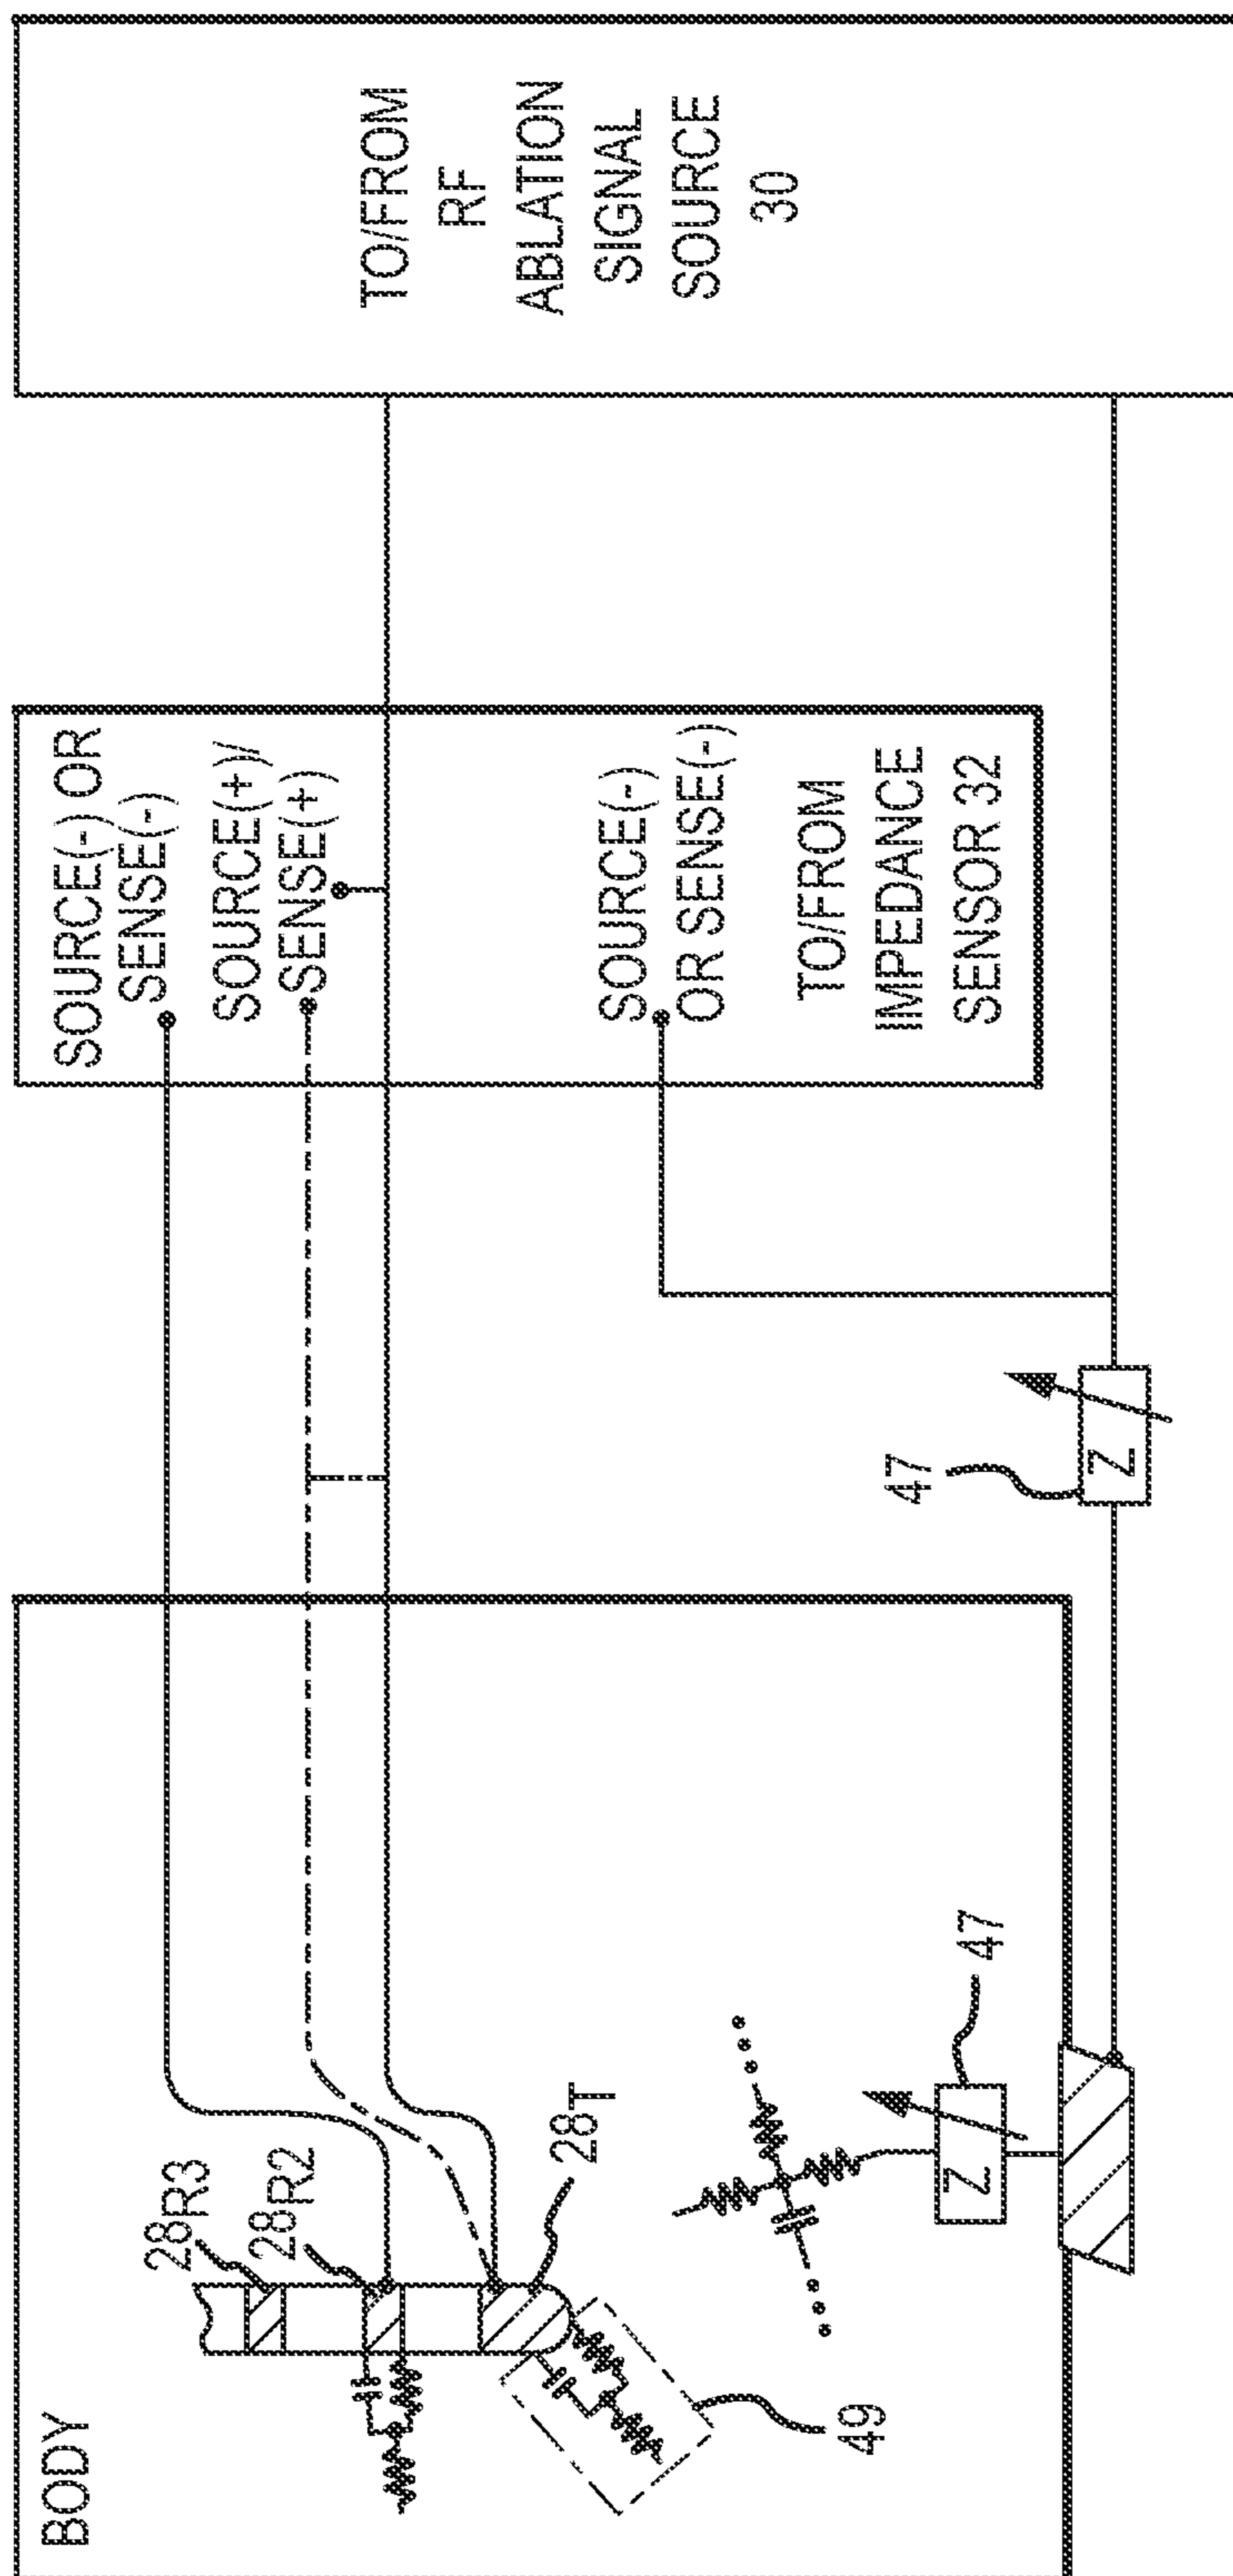 BODY
28R3
28R2
28T
49
47
47
SOURCE(-) OR
SENSE(-)
SOURCE(+)/
SENSE(+)
SOURCE(-)
OR SENSE(-)
TO/FROM
IMPEDANCE
SENSOR 32
TO/FROM
RF
ABLATION
SIGNAL
SOURCE
30
Z
Z